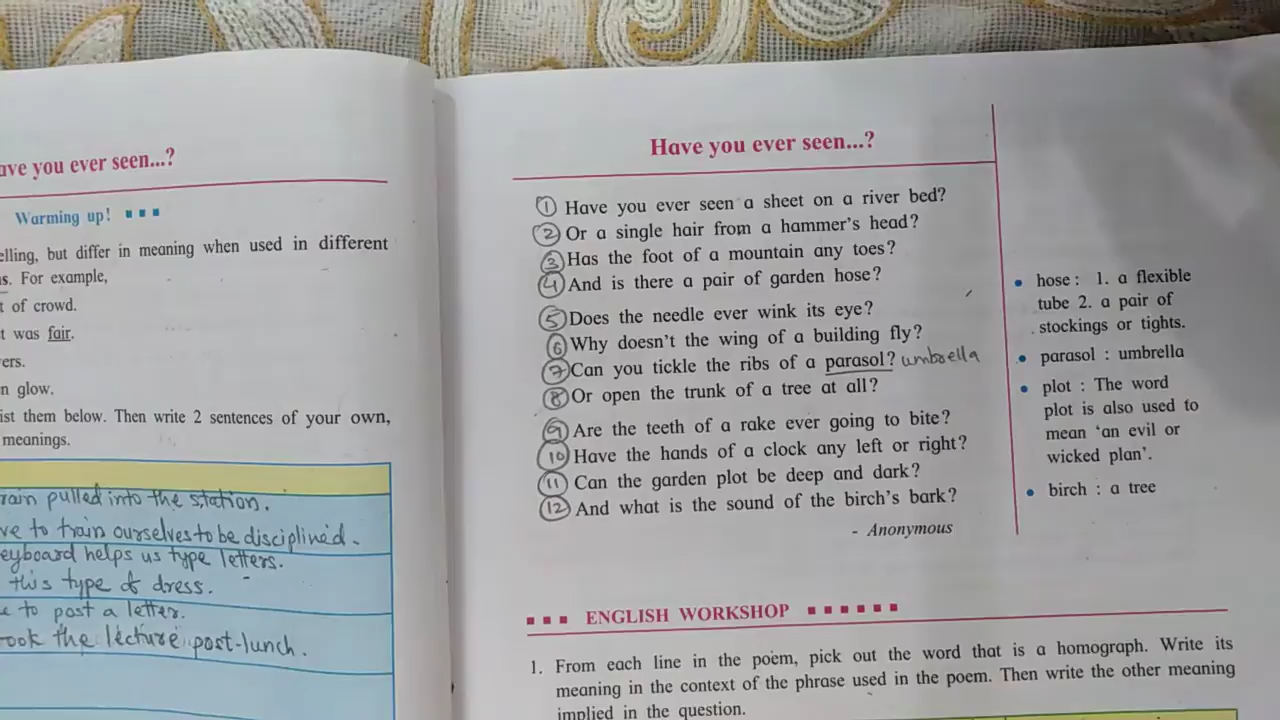 ave you ever seen...?
Warming up!
elling, but differ in meaning when used in different
s. For example,
t of crowd.
t was fair.
ers.
n glow.
ist them below. Then write 2 sentences of your own,
meanings.
rain pulled into the station.
ve to train ourselves to be disciplined.
eyboard helps us type letters.
this type of dress.
e to post a letter.
ook the lecture post-lunch.
Have you ever seen...?
1 Have you ever seen a sheet on a river bed?
2 Or a single hair from a hammer's head?
3 Has the foot of a mountain any toes?
4 And is there a pair of garden hose?
5 Does the needle ever wink its eye?
6 Why doesn't the wing of a building fly?
7 Can you tickle the ribs of a parasol? umbrella
8 Or open the trunk of a tree at all?
9 Are the teeth of a rake ever going to bite?
10 Have the hands of a clock any left or right?
11 Can the garden plot be deep and dark?
12 And what is the sound of the birch's bark?
- Anonymous
• hose : 1. a flexible
tube 2. a pair of
stockings or tights.
• parasol : umbrella
• plot : The word
plot is also used to
mean 'an evil or
wicked plan'.
• birch : a tree
ENGLISH WORKSHOP
1. From each line in the poem, pick out the word that is a homograph. Write its
meaning in the context of the phrase used in the poem. Then write the other meaning
implied in the question.